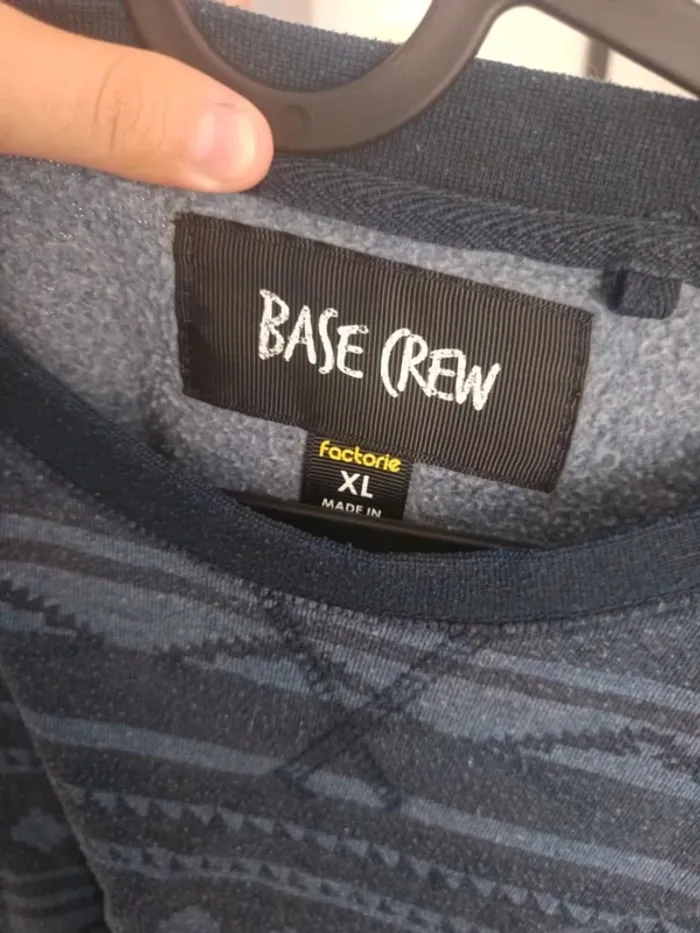 BASE CREW
factorie
XL
MADE IN